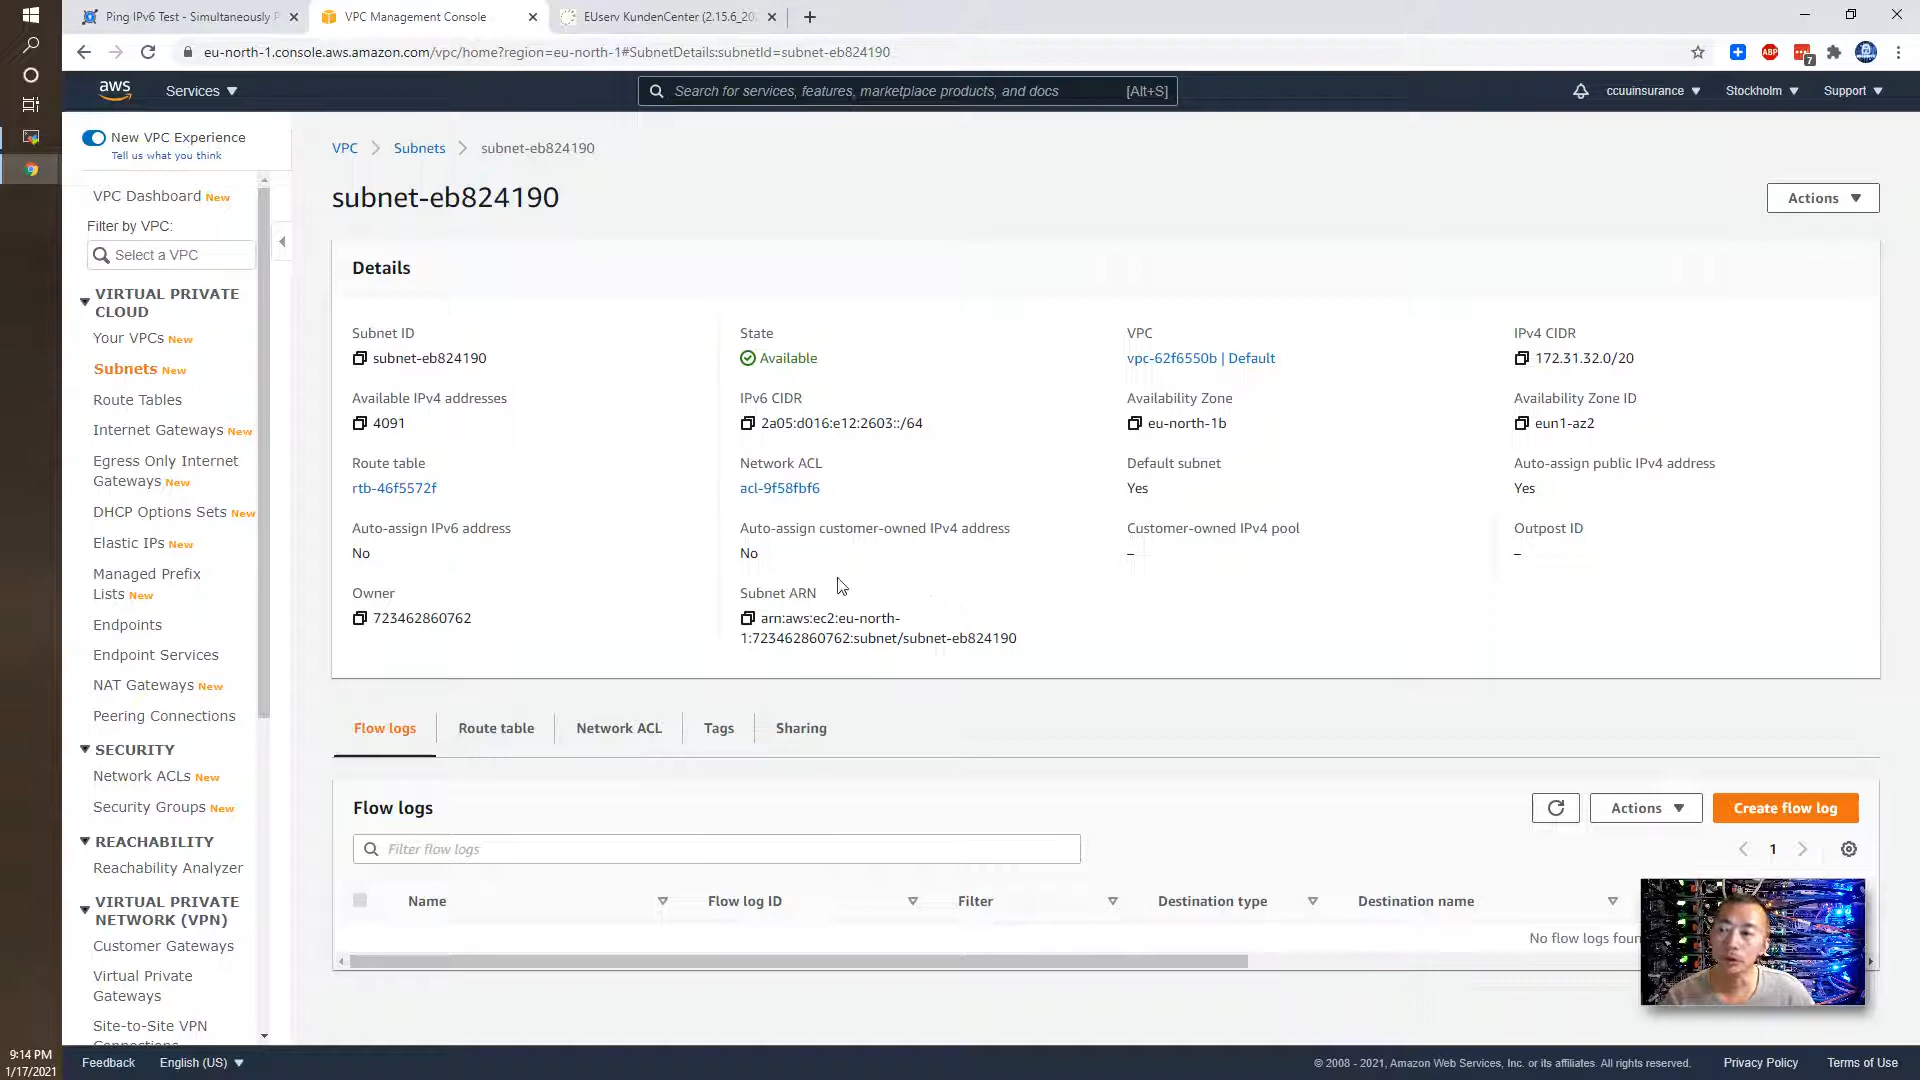 Ping IPv6 Test - Simultaneously P
VPC Management Console
EUserv KundenCenter (2.15.6_20
eu-north-1.console.aws.amazon.com/vpc/home?region=eu-north-1#SubnetDetails:subnetId=subnet-eb824190
ABP
7
aws
Services
Search for services, features, marketplace products, and docs
[Alt+S]
ccuuinsurance
Stockholm
Support
New VPC Experience
Tell us what you think
VPC Dashboard New
Filter by VPC:
Select a VPC
VIRTUAL PRIVATE
CLOUD
Your VPCs New
Subnets New
Route Tables
Internet Gateways New
Egress Only Internet
Gateways New
DHCP Options Sets New
Elastic IPs New
Managed Prefix
Lists New
Endpoints
Endpoint Services
NAT Gateways New
Peering Connections
SECURITY
Network ACLs New
Security Groups New
REACHABILITY
Reachability Analyzer
VIRTUAL PRIVATE
NETWORK (VPN)
Customer Gateways
Virtual Private
Gateways
Site-to-Site VPN
Connections
VPC > Subnets > subnet-eb824190
subnet-eb824190
Actions
Details
Subnet ID
subnet-eb824190
State
Available
VPC
vpc-62f6550b | Default
IPv4 CIDR
172.31.32.0/20
Available IPv4 addresses
4091
IPv6 CIDR
2a05:d016:e12:2603::/64
Availability Zone
eu-north-1b
Availability Zone ID
eun1-az2
Route table
rtb-46f5572f
Network ACL
acl-9f58fbf6
Default subnet
Yes
Auto-assign public IPv4 address
Yes
Auto-assign IPv6 address
No
Auto-assign customer-owned IPv4 address
No
Customer-owned IPv4 pool
–
Outpost ID
–
Owner
723462860762
Subnet ARN
arn:aws:ec2:eu-north-
1:723462860762:subnet/subnet-eb824190
Flow logs
Route table
Network ACL
Tags
Sharing
Flow logs
Actions
Create flow log
Filter flow logs
1
Name
Flow log ID
Filter
Destination type
Destination name
No flow logs foun
9:14 PM
1/17/2021
Feedback
English (US)
© 2008 - 2021, Amazon Web Services, Inc. or its affiliates. All rights reserved.
Privacy Policy
Terms of Use